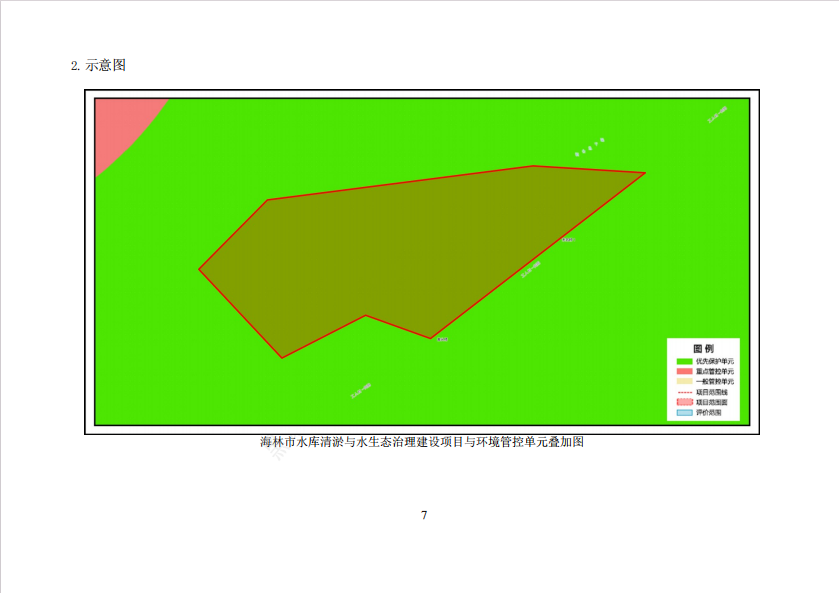 2. 示意图
图 例
优先保护单元
重点管控单元
一般管控单元
项目范围线
项目范围面
评价范围
海林市水库清淤与水生态治理建设项目与环境管控单元叠加图
7